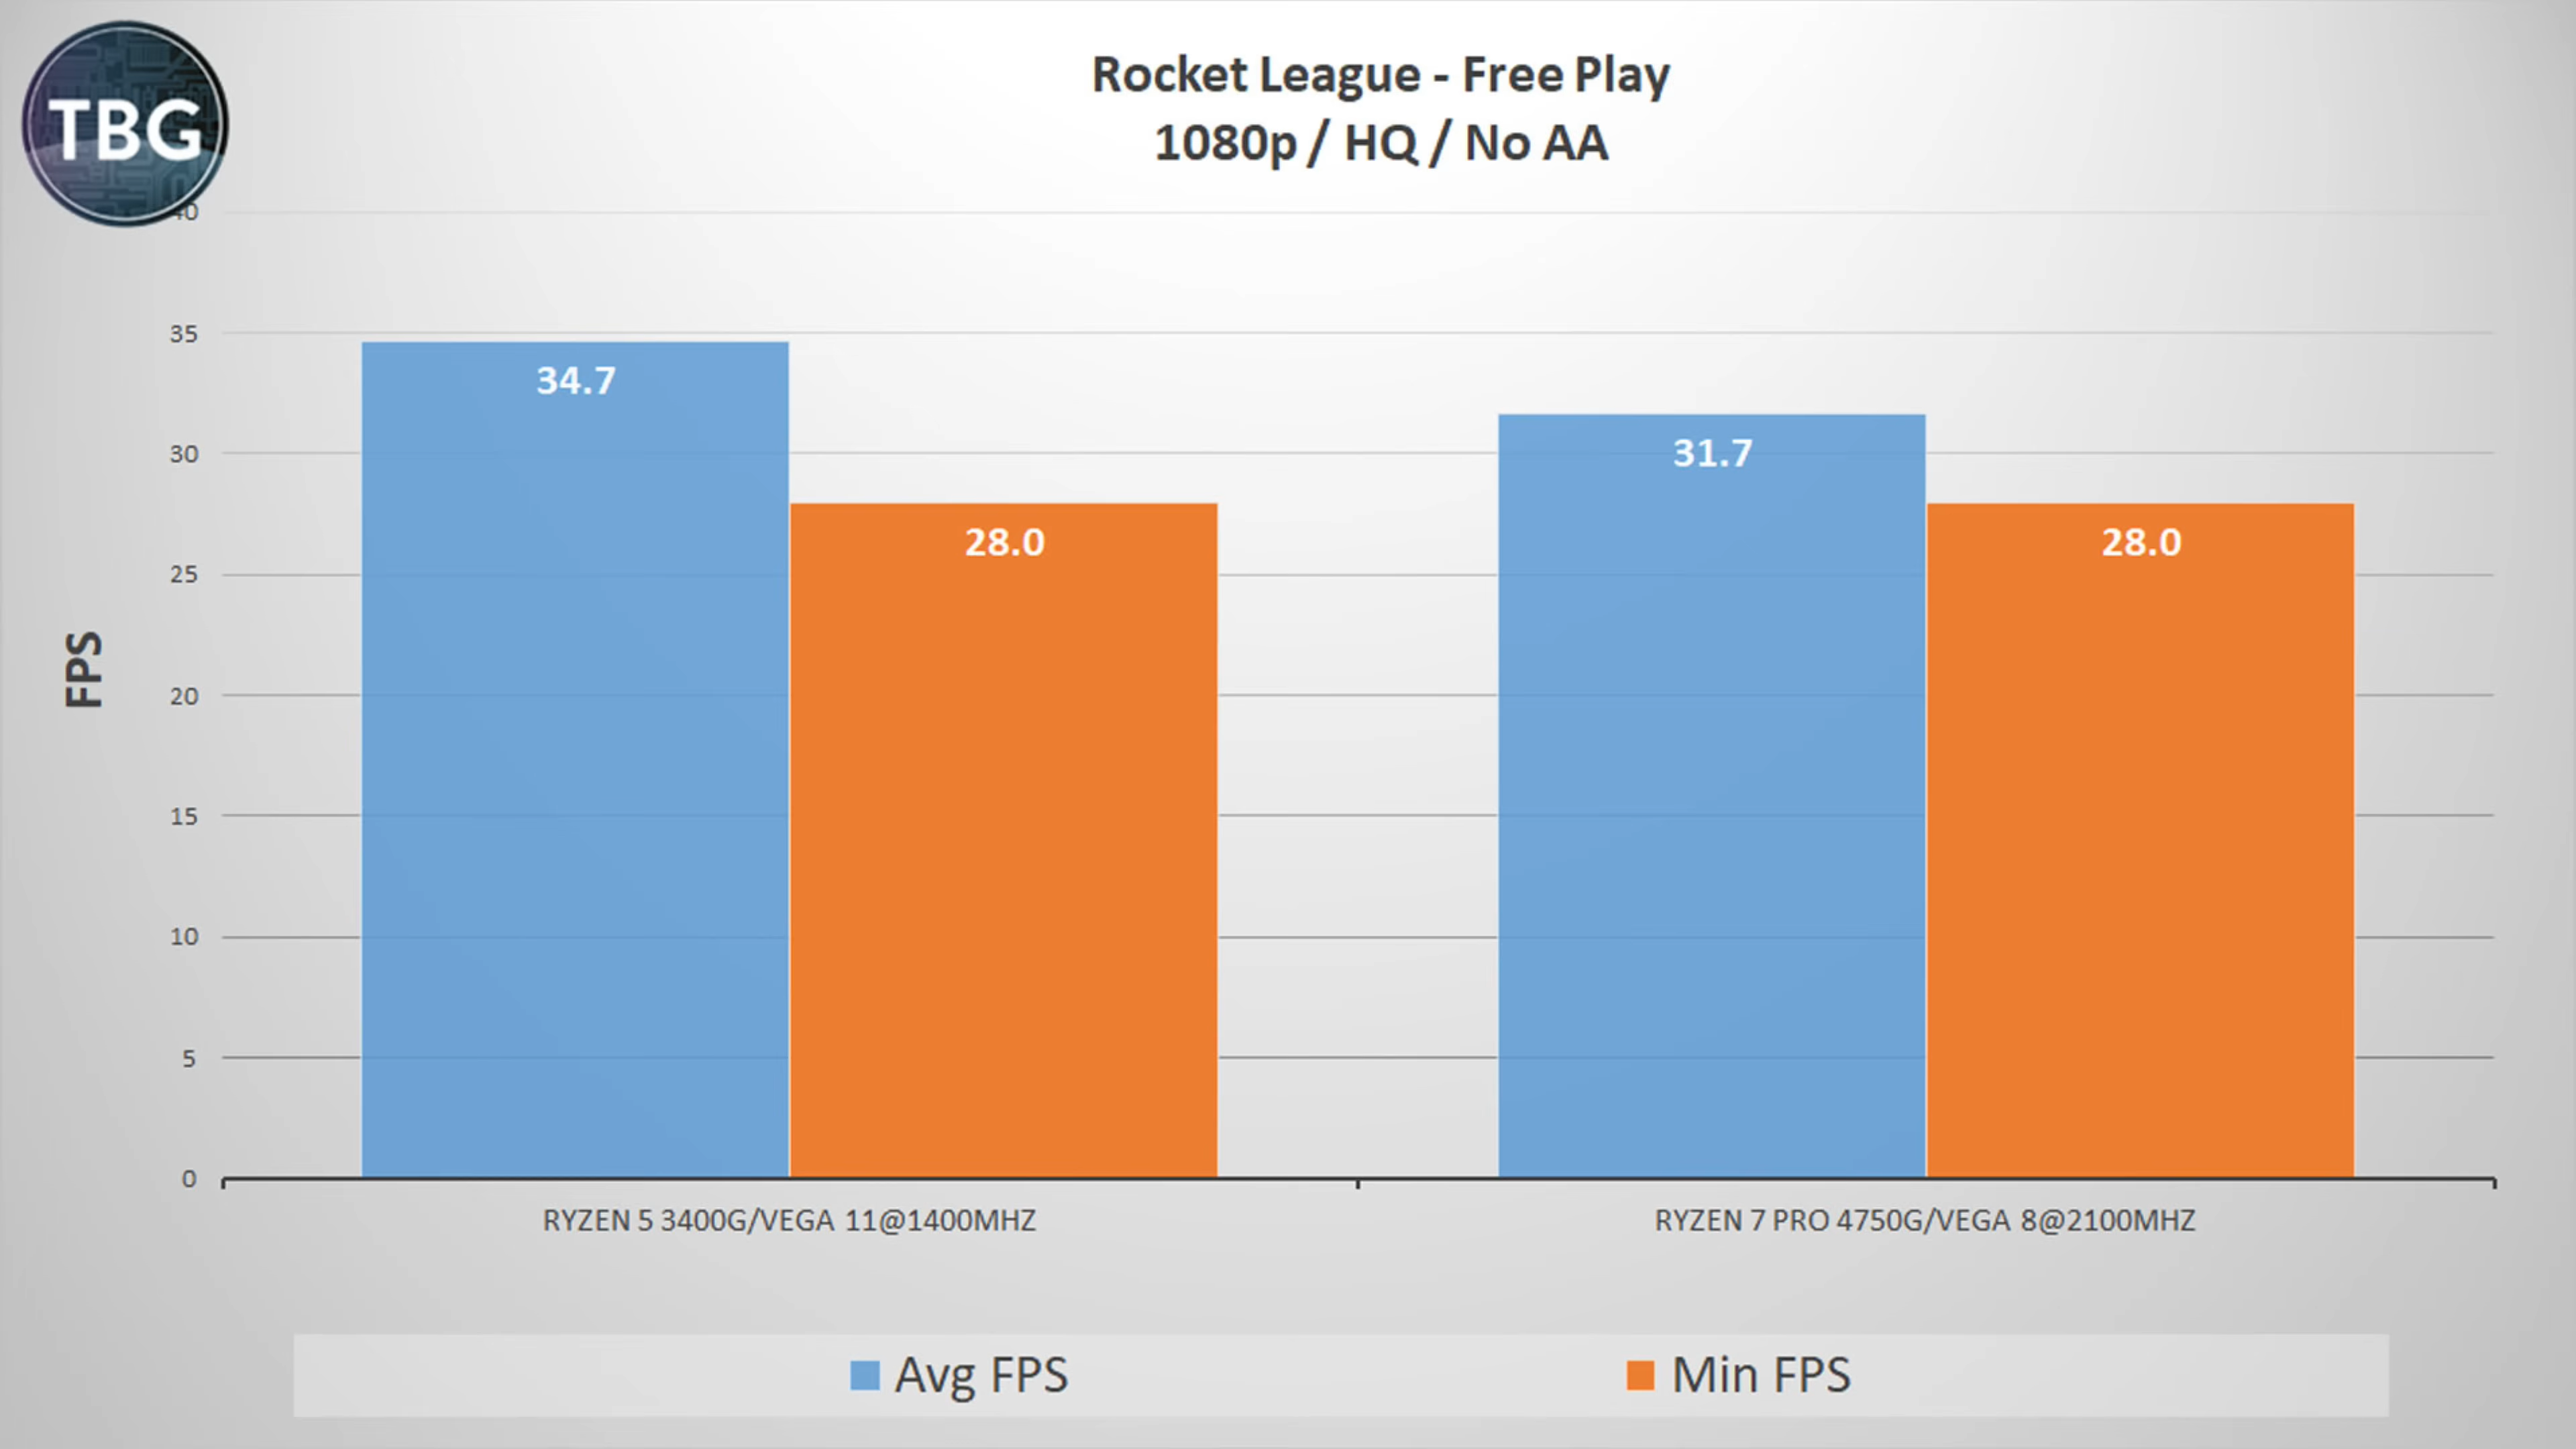 TBG
Rocket League - Free Play
1080p / HQ / No AA
40
35
30
25
20
15
10
5
0
FPS
34.7
28.0
31.7
28.0
RYZEN 5 3400G/VEGA 11@1400MHZ
RYZEN 7 PRO 4750G/VEGA 8@2100MHZ
Avg FPS
Min FPS